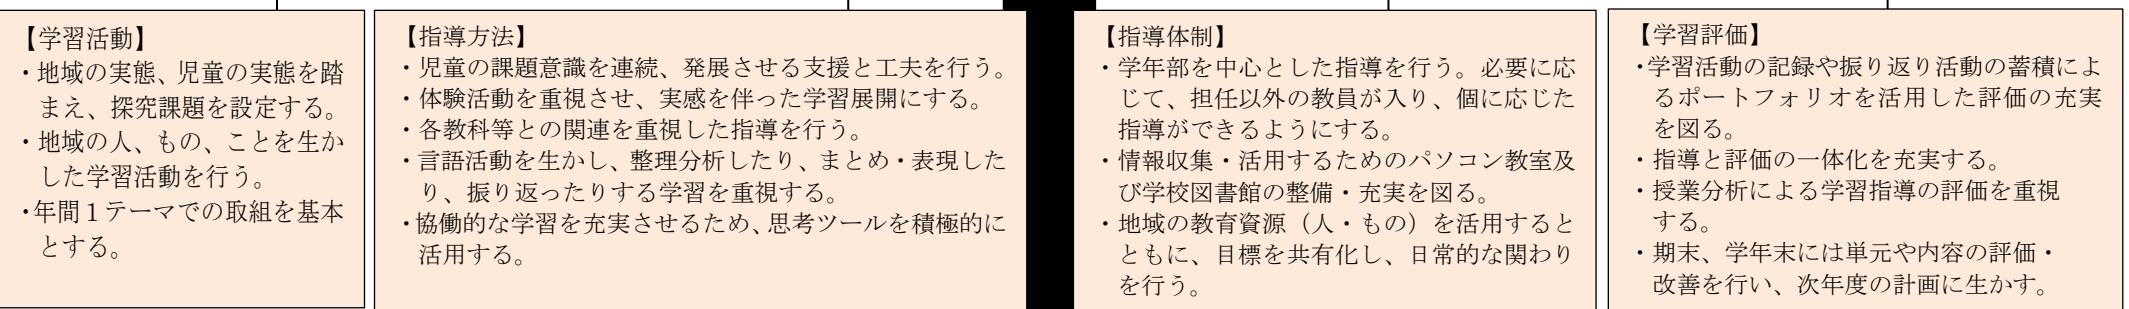 【学習活動】
・地域の実態、児童の実態を踏
まえ、探究課題を設定する。
・地域の人、もの、ことを生か
した学習活動を行う。
・年間１テーマでの取組を基本
とする。
【指導方法】
・児童の課題意識を連続、発展させる支援と工夫を行う。
・体験活動を重視させ、実感を伴った学習展開にする。
・各教科等との関連を重視した指導を行う。
・言語活動を生かし、整理分析したり、まとめ・表現した
り、振り返ったりする学習を重視する。
・協働的な学習を充実させるため、思考ツールを積極的に
活用する。
【指導体制】
・学年部を中心とした指導を行う。必要に応
じて、担任以外の教員が入り、個に応じた
指導ができるようにする。
・情報収集・活用するためのパソコン教室及
び学校図書館の整備・充実を図る。
・地域の教育資源（人・もの）を活用すると
ともに、目標を共有化し、日常的な関わり
を行う。
【学習評価】
・学習活動の記録や振り返り活動の蓄積によ
るポートフォリオを活用した評価の充実
を図る。
・指導と評価の一体化を充実する。
・授業分析による学習指導の評価を重視
する。
・期末、学年末には単元や内容の評価・
改善を行い、次年度の計画に生かす。